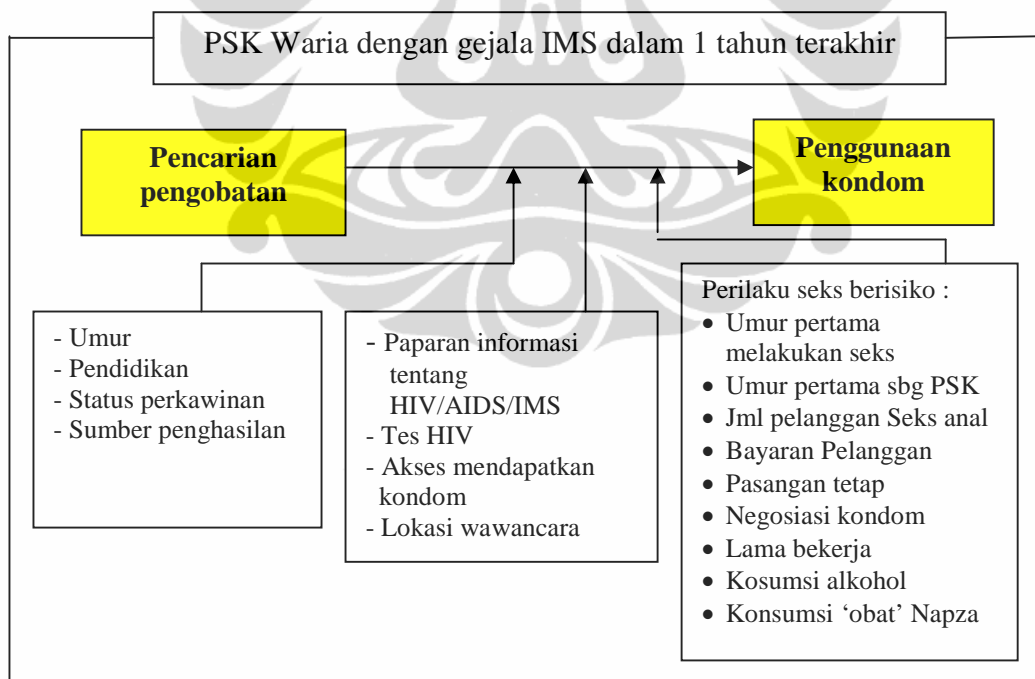 PSK Waria dengan gejala IMS dalam 1 tahun terakhir
Pencarian
pengobatan
Penggunaan
kondom
- Umur
- Pendidikan
- Status perkawinan
- Sumber penghasilan
- Paparan informasi
tentang
HIV/AIDS/IMS
- Tes HIV
- Akses mendapatkan
kondom
- Lokasi wawancara
Perilaku seks berisiko :
• Umur pertama
melakukan seks
• Umur pertama sbg PSK
• Jml pelanggan Seks anal
• Bayaran Pelanggan
• Pasangan tetap
• Negosiasi kondom
• Lama bekerja
• Kosumsi alkohol
• Konsumsi ‘obat’ Napza